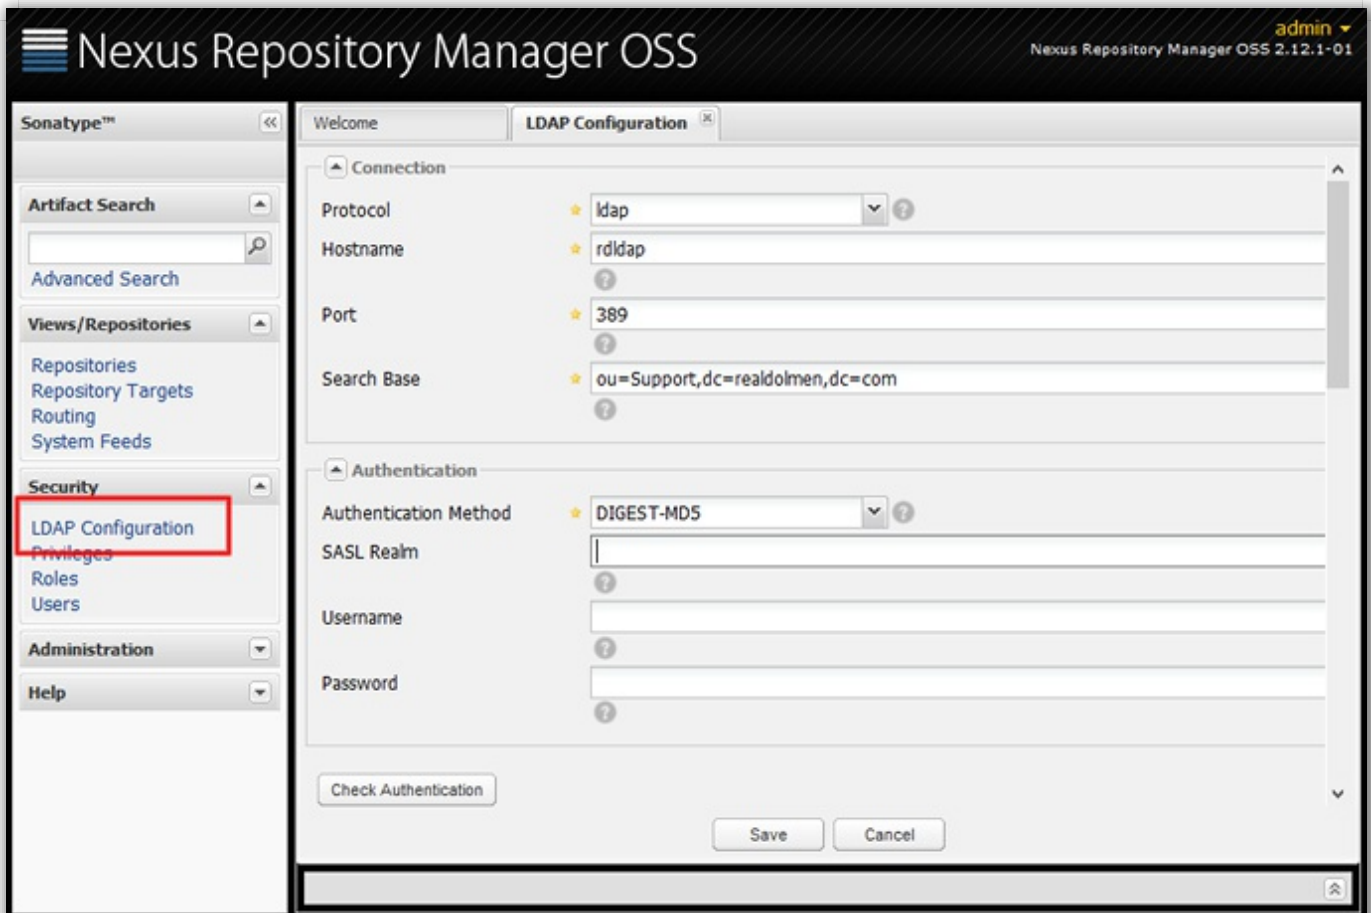 Nexus Repository Manager OSS
admin
Nexus Repository Manager OSS 2.12.1-01
Sonatype™
Artifact Search
Advanced Search
Views/Repositories
Repositories
Repository Targets
Routing
System Feeds
Security
LDAP Configuration
Privileges
Roles
Users
Administration
Help
Welcome
LDAP Configuration
Connection
Protocol
ldap
Hostname
rdldap
Port
389
Search Base
ou=Support,dc=realdolmen,dc=com
Authentication
Authentication Method
DIGEST-MD5
SASL Realm
Username
Password
Check Authentication
Save
Cancel